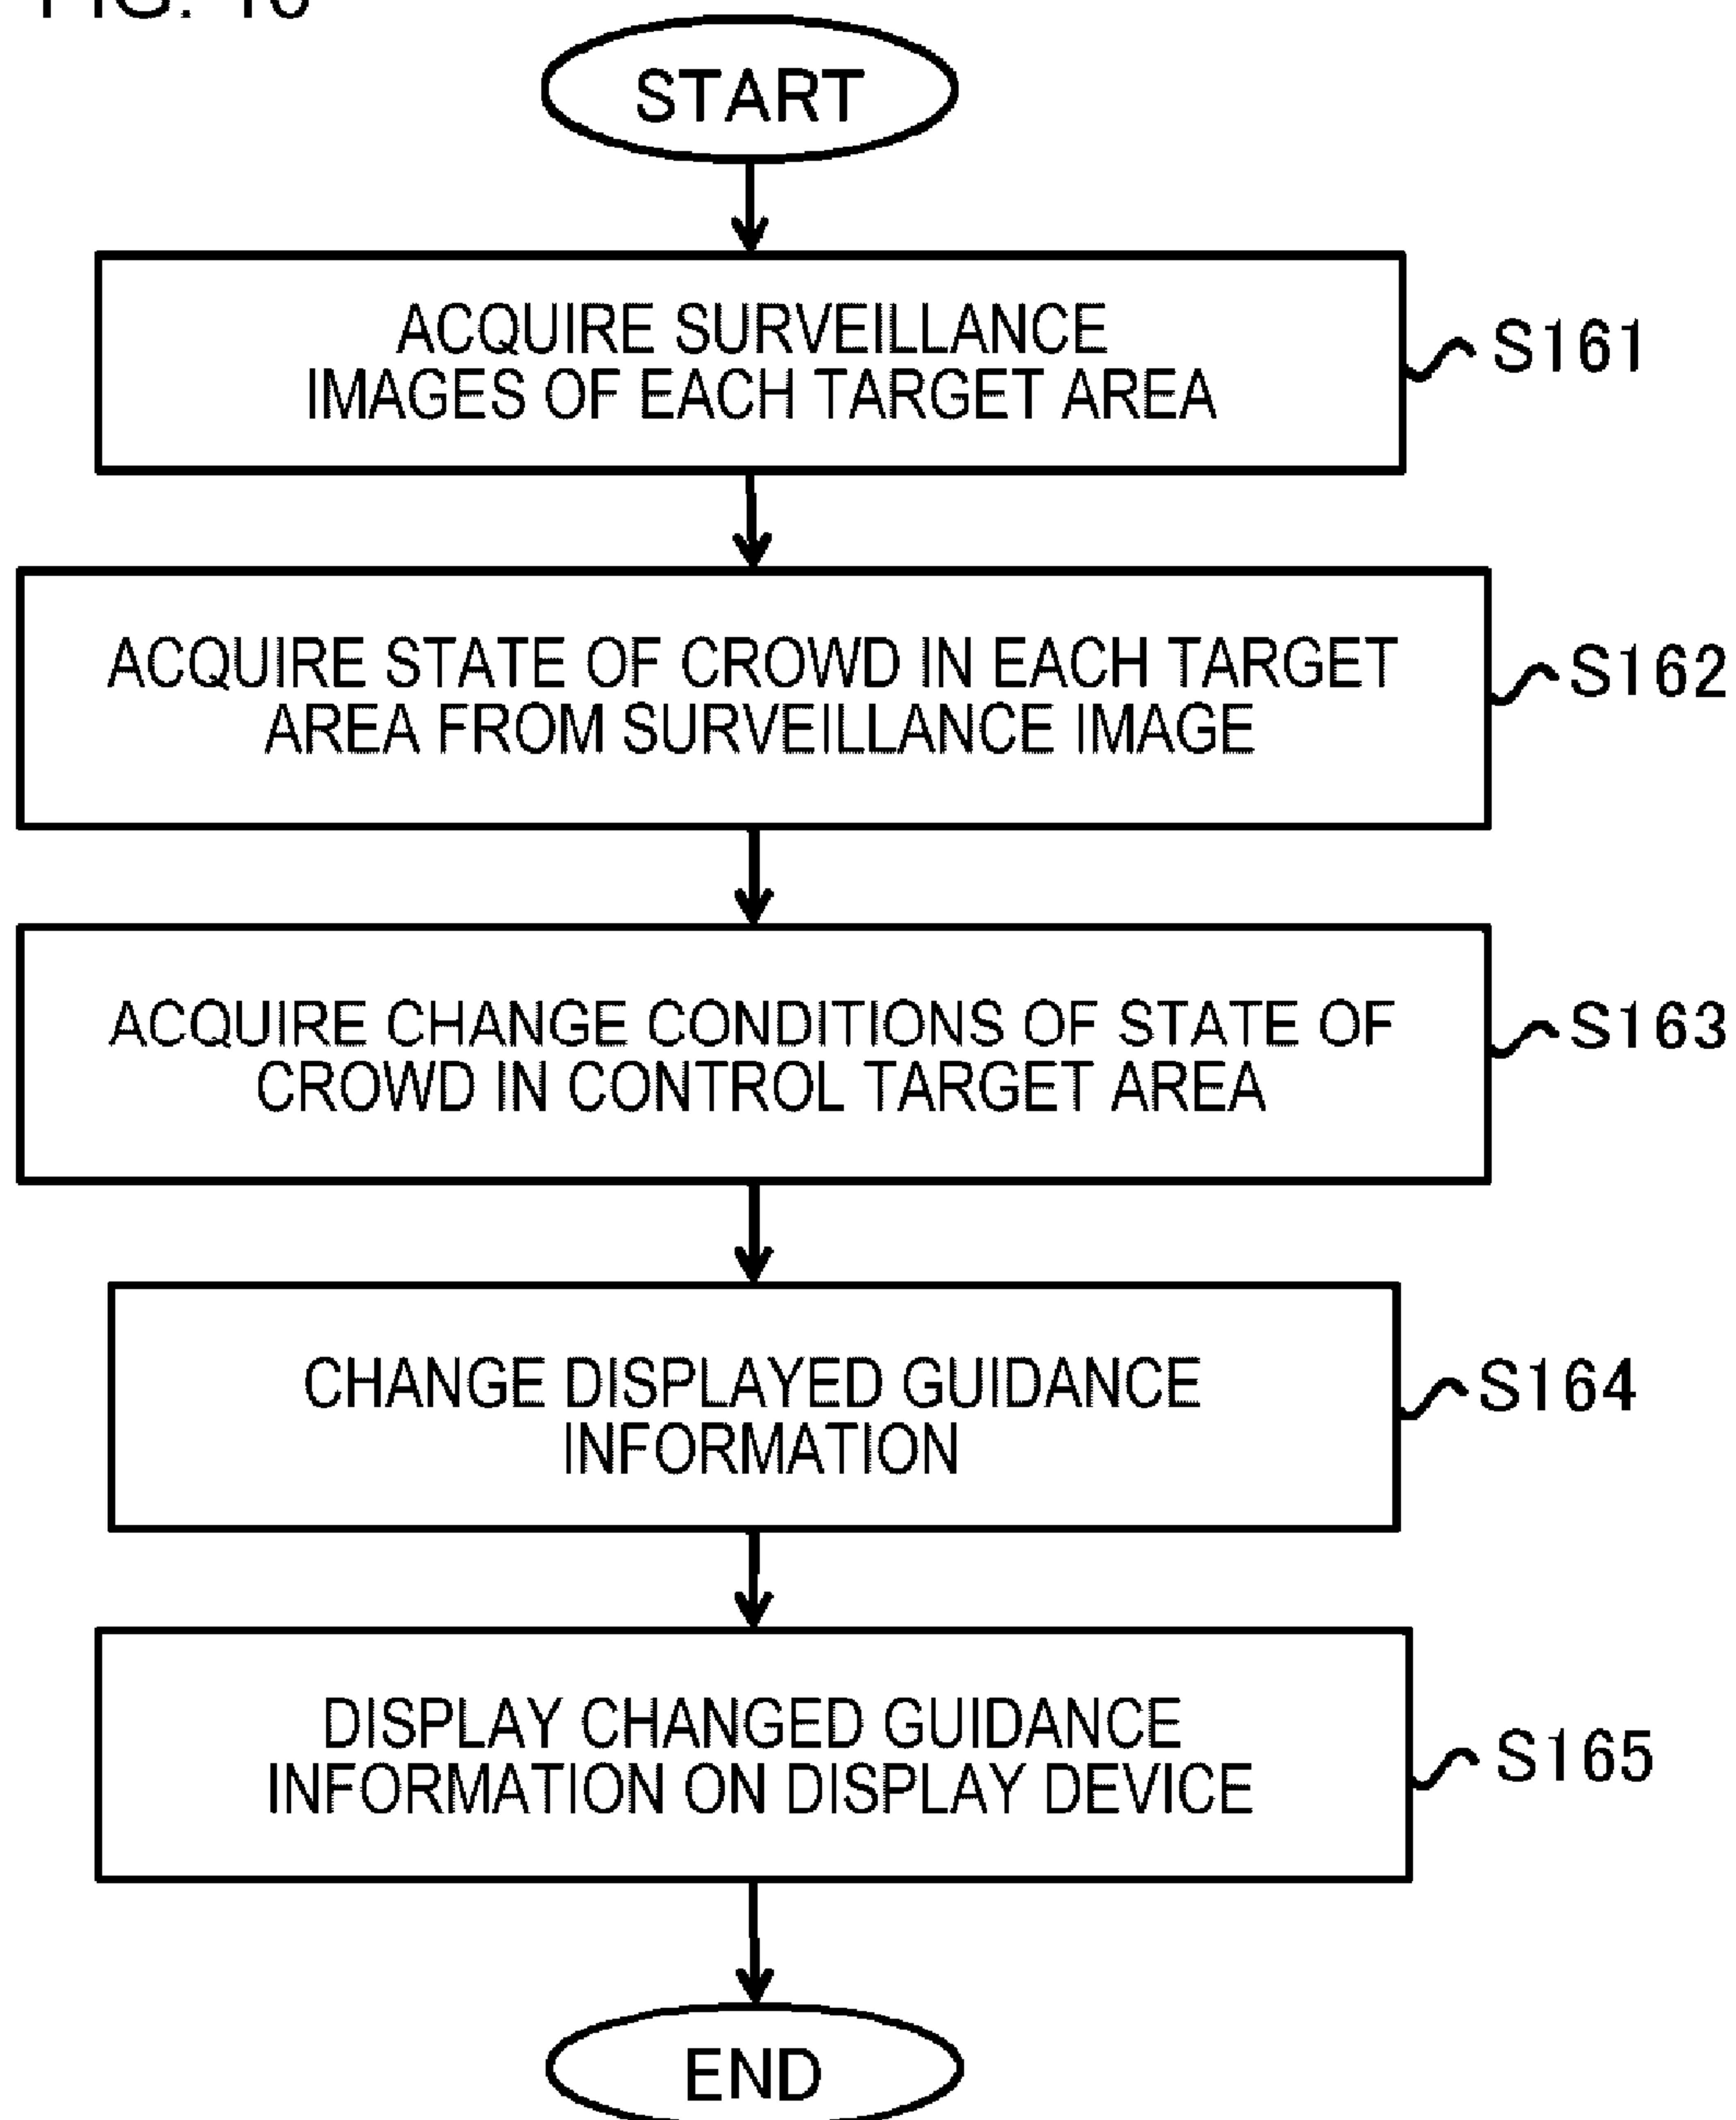 START
ACQUIRE SURVEILLANCE
IMAGES OF EACH TARGET AREA
S161
ACQUIRE STATE OF CROWD IN EACH TARGET
AREA FROM SURVEILLANCE IMAGE
S162
ACQUIRE CHANGE CONDITIONS OF STATE OF
CROWD IN CONTROL TARGET AREA
S163
CHANGE DISPLAYED GUIDANCE
INFORMATION
S164
DISPLAY CHANGED GUIDANCE
INFORMATION ON DISPLAY DEVICE
S165
END